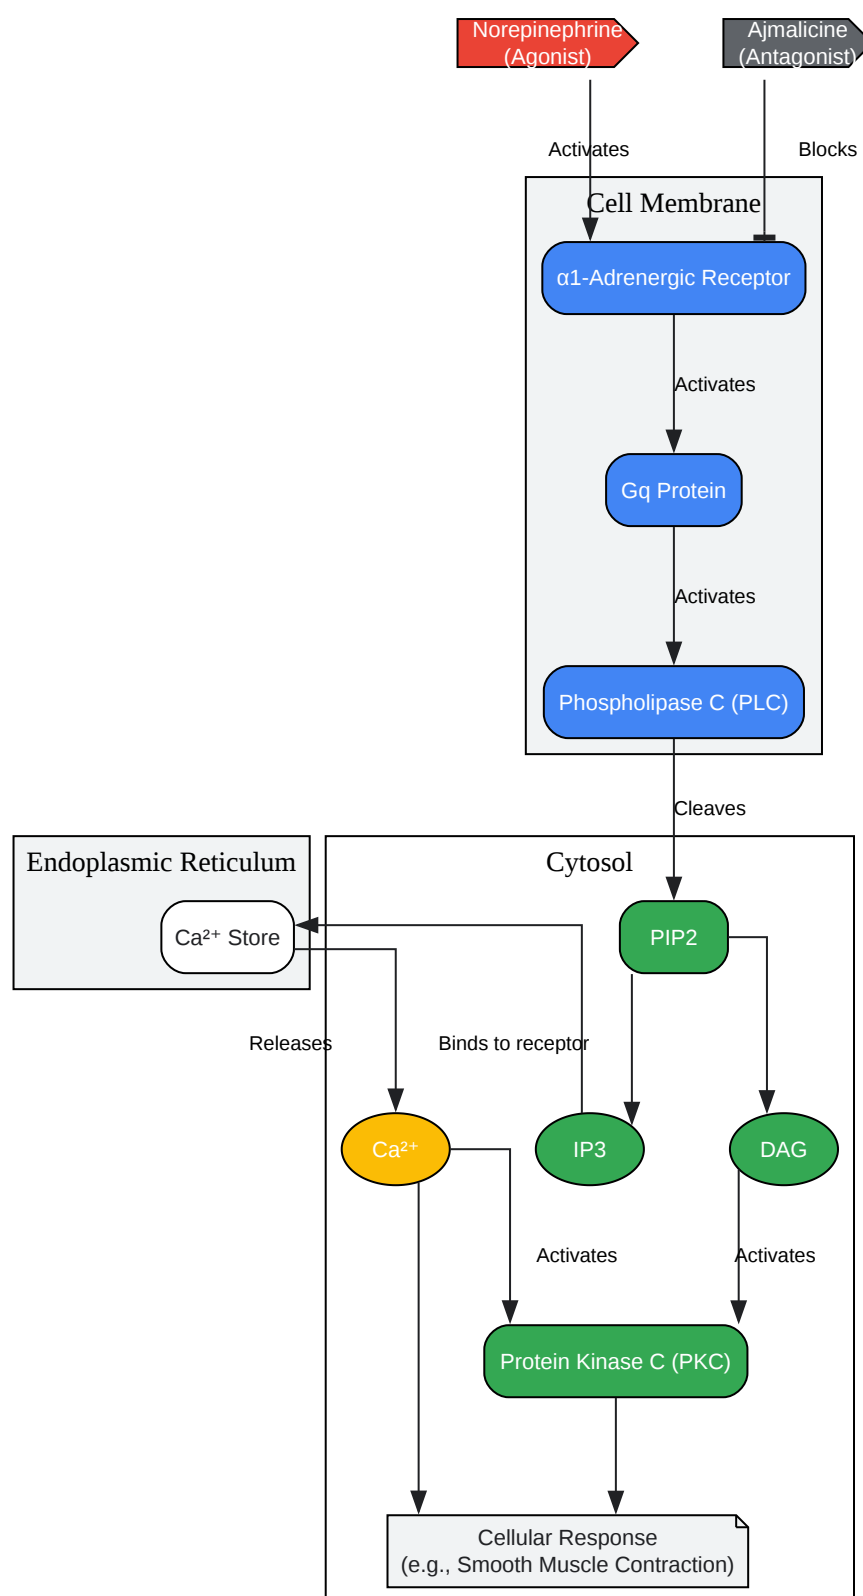 Norepinephrine
(Agonist)
Ajmalicine
(Antagonist)
Activates
Blocks
Cell Membrane
α1-Adrenergic Receptor
Activates
Gq Protein
Activates
Phospholipase C (PLC)
Cleaves
Endoplasmic Reticulum
Cytosol
Ca²⁺ Store
PIP2
Releases
Binds to receptor
Ca²⁺
IP3
DAG
Activates
Activates
Protein Kinase C (PKC)
Cellular Response
(e.g., Smooth Muscle Contraction)